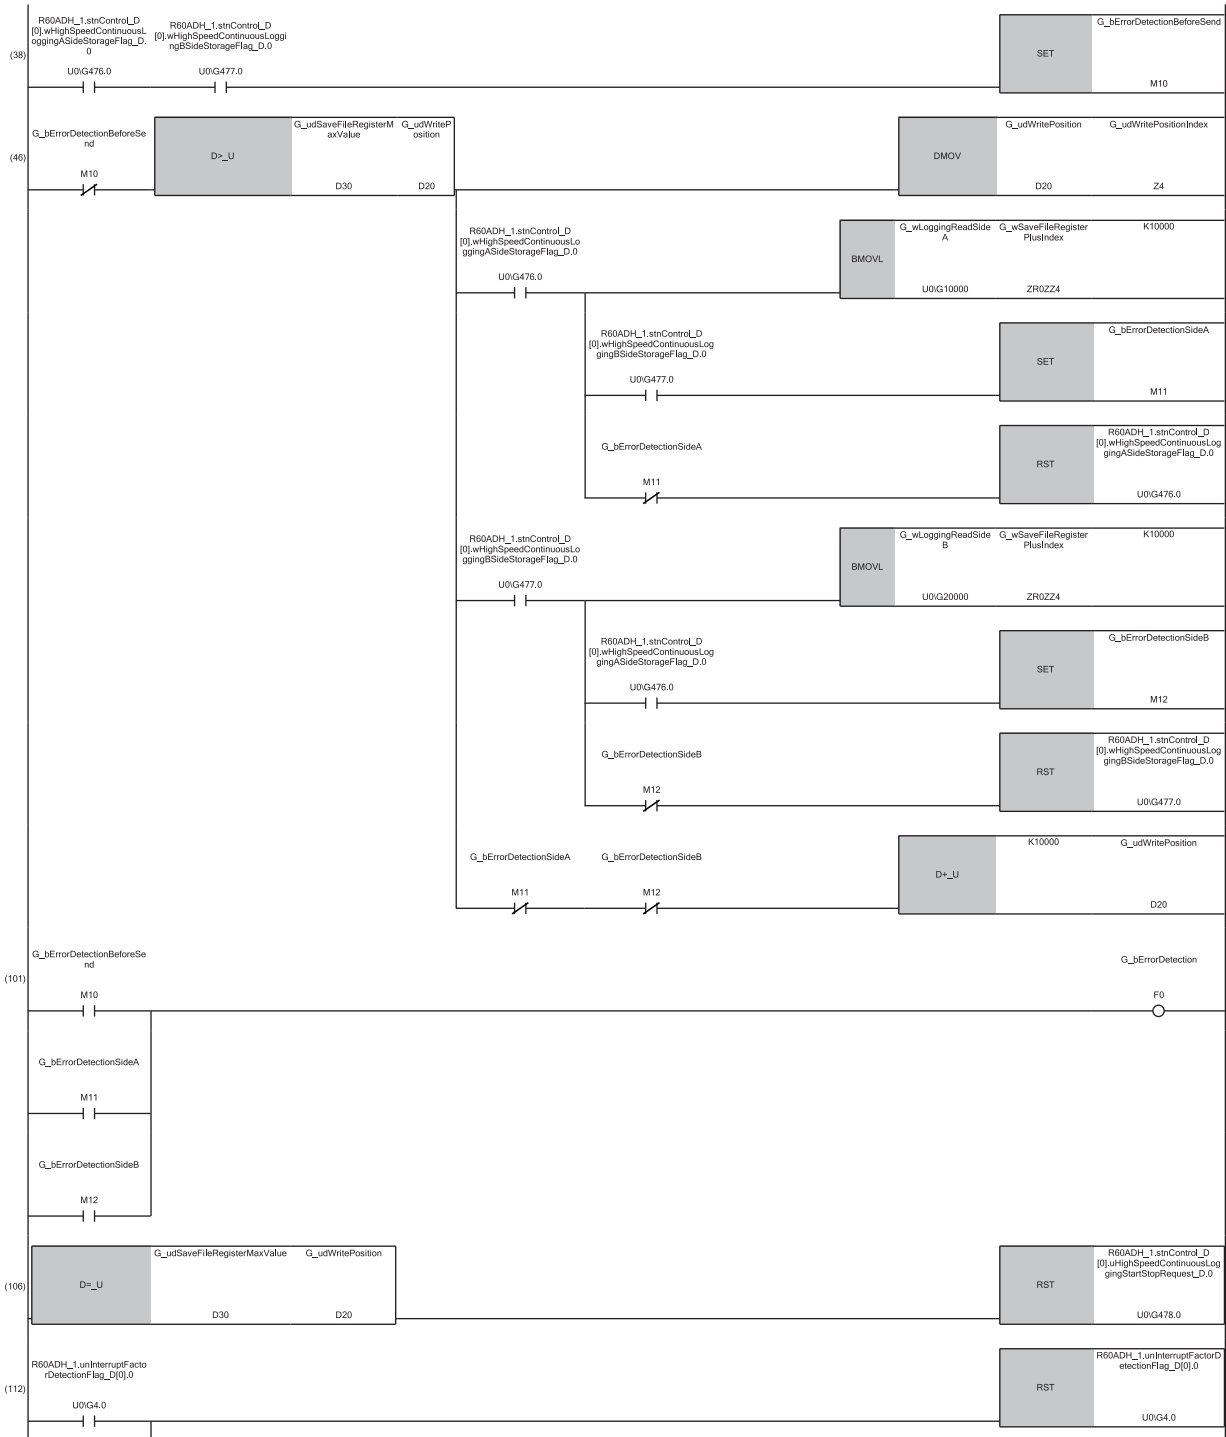 R60ADH_1.stnControl_D
[0].wHighSpeedContinuousL
oggingASideStorageFlag_D.
0
R60ADH_1.stnControl_D
[0].wHighSpeedContinuousLoggi
ngBSideStorageFlag_D.0
G_bErrorDetectionBeforeSend
(38)
SET
U0\G476.0
U0\G477.0
M10
G_bErrorDetectionBeforeSe
nd
G_udSaveFileRegisterM
axValue
G_udWriteP
osition
G_udWritePosition
G_udWritePositionIndex
(46)
D>_U
DMOV
M10
D30
D20
D20
Z4
R60ADH_1.stnControl_D
[0].wHighSpeedContinuousLo
ggingASideStorageFlag_D.0
G_wLoggingReadSide
A
G_wSaveFileRegister
PlusIndex
K10000
BMOVL
U0\G476.0
U0\G10000
ZR0ZZ4
R60ADH_1.stnControl_D
[0].wHighSpeedContinuousLog
gingBSideStorageFlag_D.0
G_bErrorDetectionSideA
SET
U0\G477.0
M11
G_bErrorDetectionSideA
R60ADH_1.stnControl_D
[0].wHighSpeedContinuousLog
gingASideStorageFlag_D.0
RST
M11
U0\G476.0
R60ADH_1.stnControl_D
[0].wHighSpeedContinuousLo
ggingBSideStorageFlag_D.0
G_wLoggingReadSide
B
G_wSaveFileRegister
PlusIndex
K10000
BMOVL
U0\G477.0
U0\G20000
ZR0ZZ4
R60ADH_1.stnControl_D
[0].wHighSpeedContinuousLog
gingASideStorageFlag_D.0
G_bErrorDetectionSideB
SET
U0\G476.0
M12
G_bErrorDetectionSideB
R60ADH_1.stnControl_D
[0].wHighSpeedContinuousLog
gingBSideStorageFlag_D.0
RST
M12
U0\G477.0
G_bErrorDetectionSideA
G_bErrorDetectionSideB
K10000
G_udWritePosition
D+_U
M11
M12
D20
G_bErrorDetectionBeforeSe
nd
G_bErrorDetection
(101)
M10
F0
G_bErrorDetectionSideA
M11
G_bErrorDetectionSideB
M12
G_udSaveFileRegisterMaxValue
G_udWritePosition
R60ADH_1.stnControl_D
[0].uHighSpeedContinuousLog
gingStartStopRequest_D.0
(106)
D=_U
RST
D30
D20
U0\G478.0
R60ADH_1.unInterruptFacto
rDetectionFlag_D[0].0
R60ADH_1.unInterruptFactorD
etectionFlag_D[0].0
(112)
RST
U0\G4.0
U0\G4.0